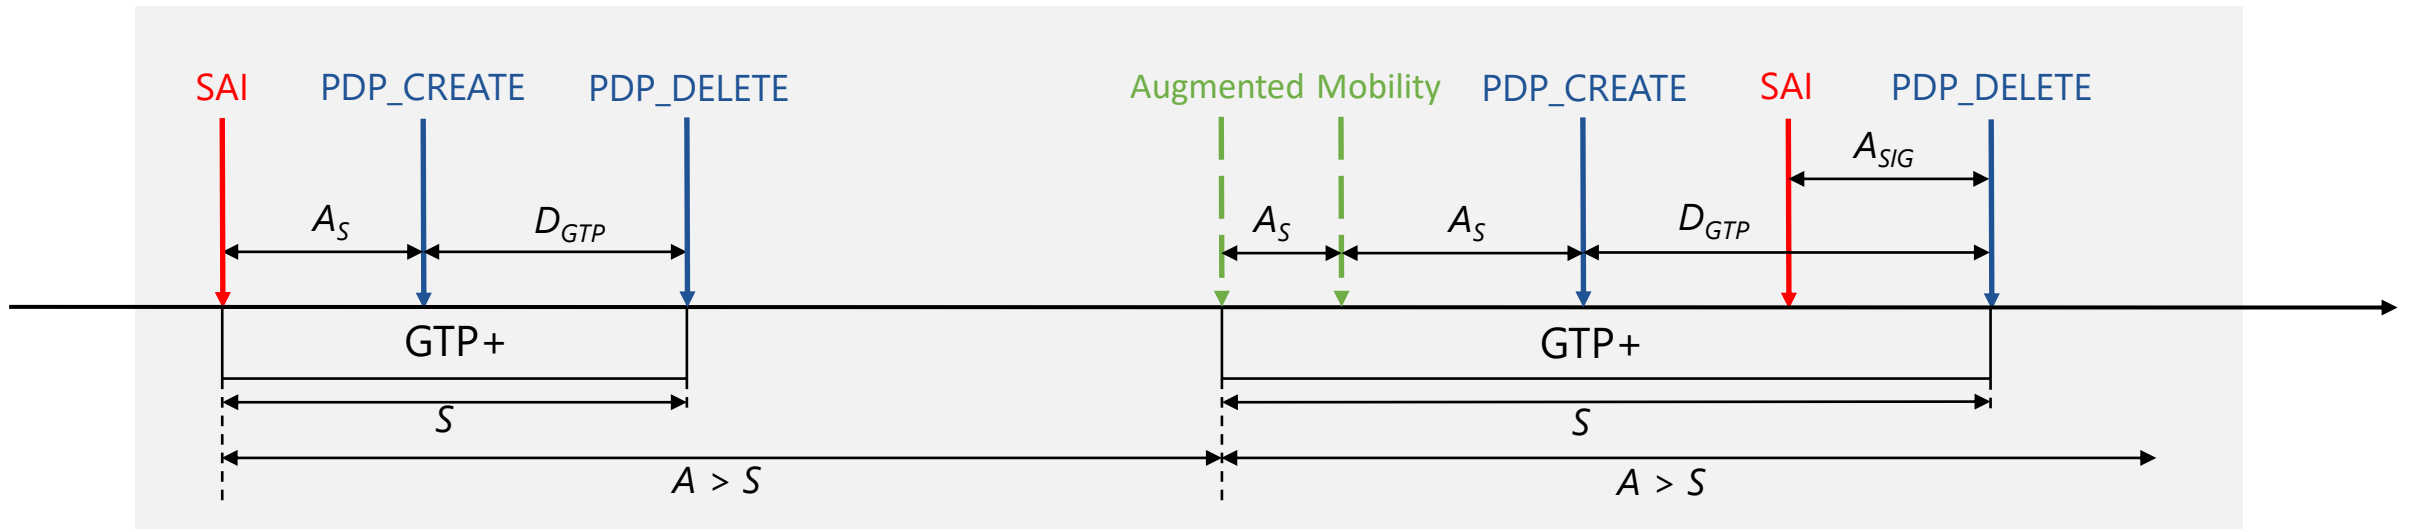 SAI PDP_CREATE PDP_DELETE Augmented Mobility PDP_CREATE SAI PDP_DELETE
A_SIG
A_S D_GTP A_S A_S D_GTP
GTP+ GTP+
S S
A > S A > S